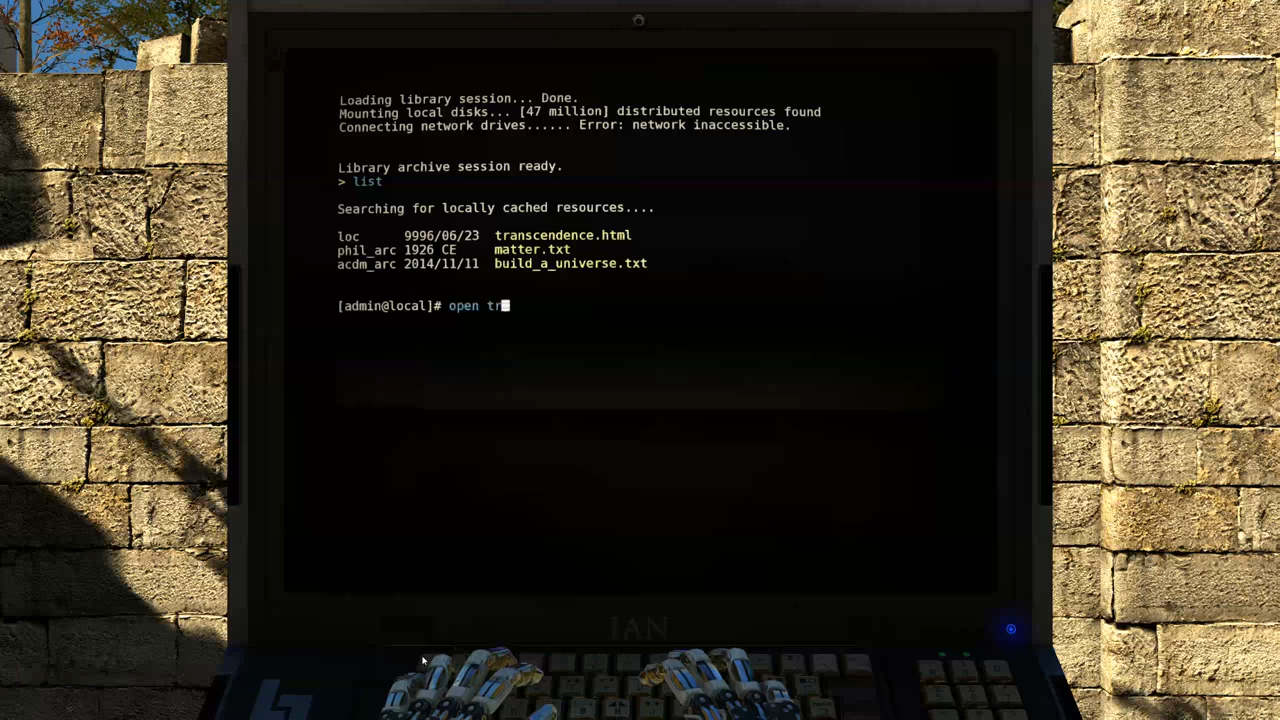 Loading library session... Done.
Mounting local disks... [47 million] distributed resources found
Connecting network drives...... Error: network inaccessible.
Library archive session ready.
> list
Searching for locally cached resources....
loc 9996/06/23 transcendence.html
phil_arc 1926 CE matter.txt
acdm_arc 2014/11/11 build_a_universe.txt
[admin@local]# open tr
IAN